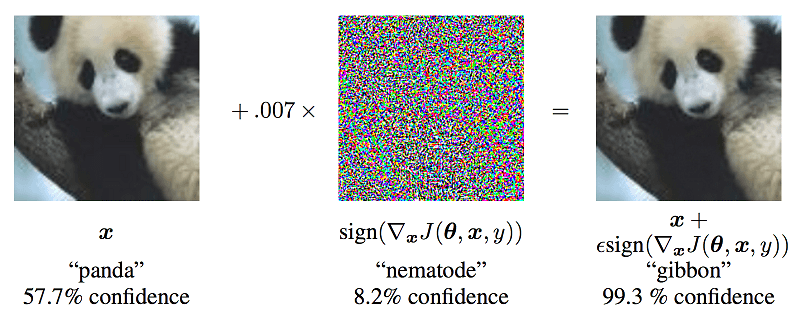 + .007 ×
=
x
sign(∇ₓJ(θ, x, y))
x +
ϵsign(∇ₓJ(θ, x, y))
“panda”
“nematode”
“gibbon”
57.7% confidence
8.2% confidence
99.3 % confidence